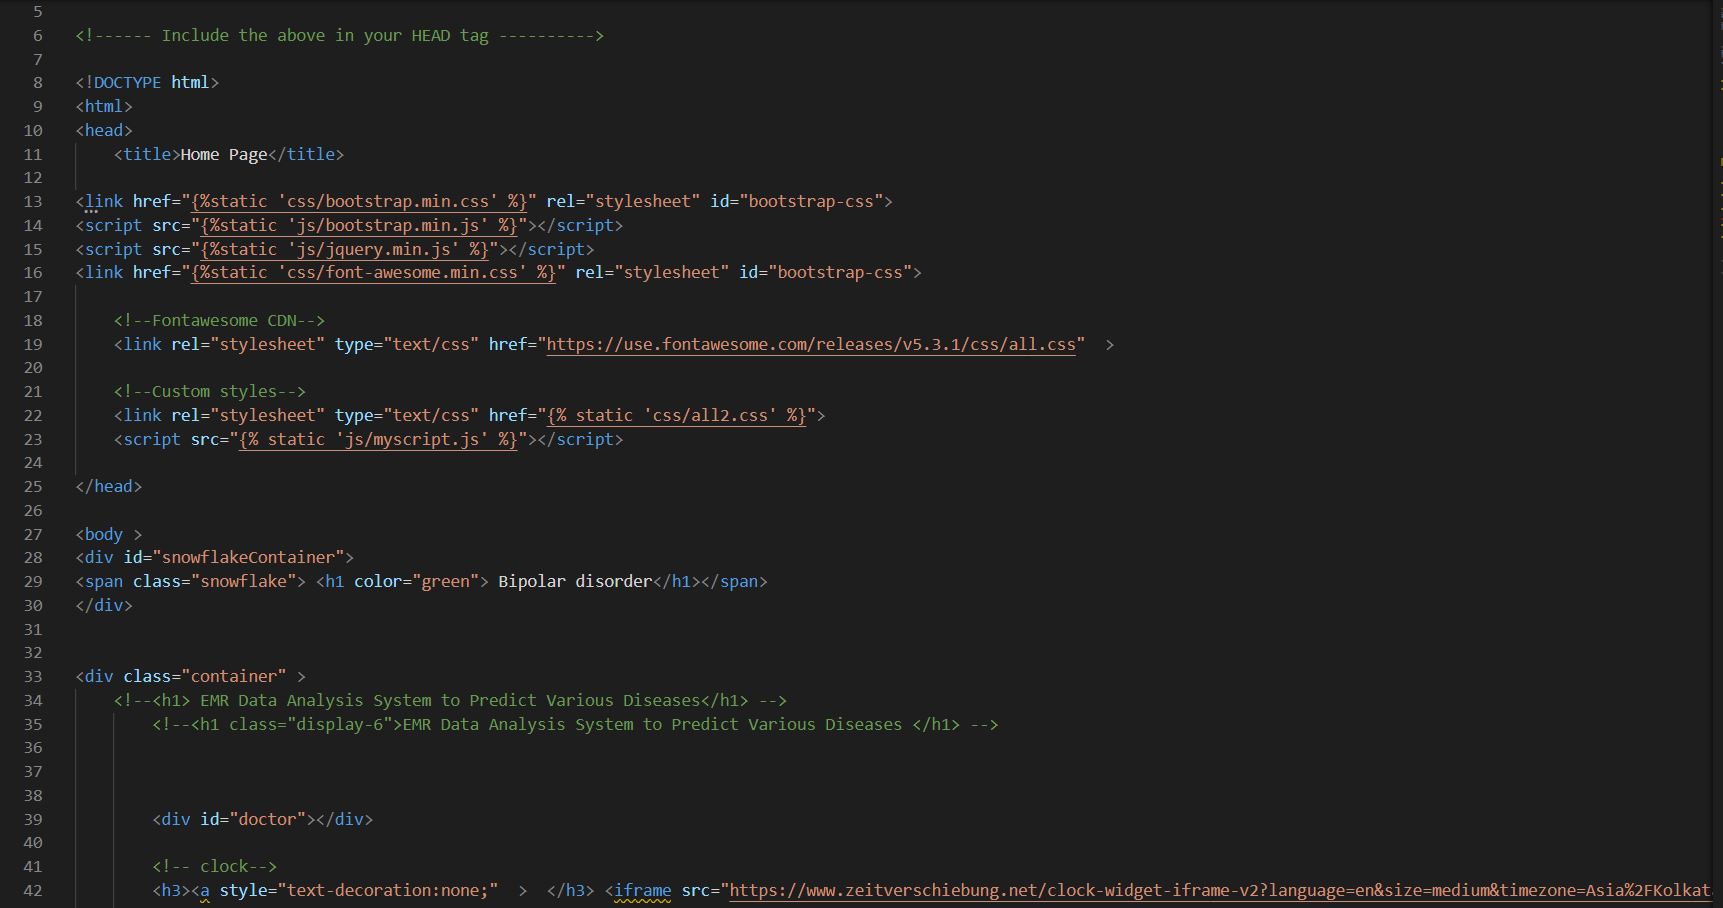 5
6 <!------ Include the above in your HEAD tag ---------->
7
8 <!DOCTYPE html>
9 <html>
10 <head>
11 <title>Home Page</title>
12
13 <link href="{%static 'css/bootstrap.min.css' %}" rel="stylesheet" id="bootstrap-css">
14 <script src="{%static 'js/bootstrap.min.js' %}"></script>
15 <script src="{%static 'js/jquery.min.js' %}"></script>
16 <link href="{%static 'css/font-awesome.min.css' %}" rel="stylesheet" id="bootstrap-css">
17
18 <!--Fontawesome CDN-->
19 <link rel="stylesheet" type="text/css" href="https://use.fontawesome.com/releases/v5.3.1/css/all.css"  >
20
21 <!--Custom styles-->
22 <link rel="stylesheet" type="text/css" href="{% static 'css/all2.css' %}">
23 <script src="{% static 'js/myscript.js' %}"></script>
24
25 </head>
26
27 <body >
28 <div id="snowflakeContainer">
29 <span class="snowflake"> <h1 color="green"> Bipolar disorder</h1></span>
30 </div>
31
32
33 <div class="container" >
34 <!--<h1> EMR Data Analysis System to Predict Various Diseases</h1> -->
35 <!--<h1 class="display-6">EMR Data Analysis System to Predict Various Diseases </h1> -->
36
37
38
39 <div id="doctor"></div>
40
41 <!-- clock-->
42 <h3><a style="text-decoration:none;"  >  </h3> <iframe src="https://www.zeitverschiebung.net/clock-widget-iframe-v2?language=en&size=medium&timezone=Asia%2FKolkat